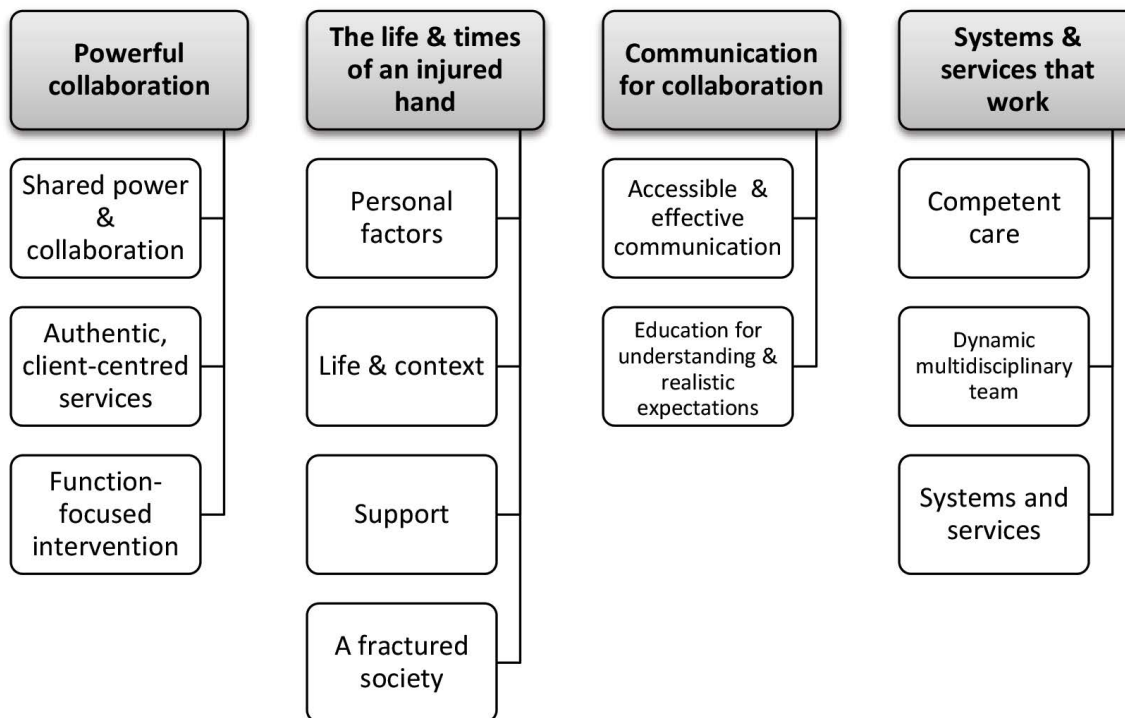 Powerful
collaboration
Shared power
&
collaboration
Authentic,
client-centred
services
Function-
focused
intervention
The life & times
of an injured
hand
Personal
factors
Life & context
Support
A fractured
society
Communication
for collaboration
Accessible & 
effective
communication
Education for
understanding &
realistic
expectations
Systems &
services that
work
Competent
care
Dynamic
multidisciplinary
team
Systems and
services